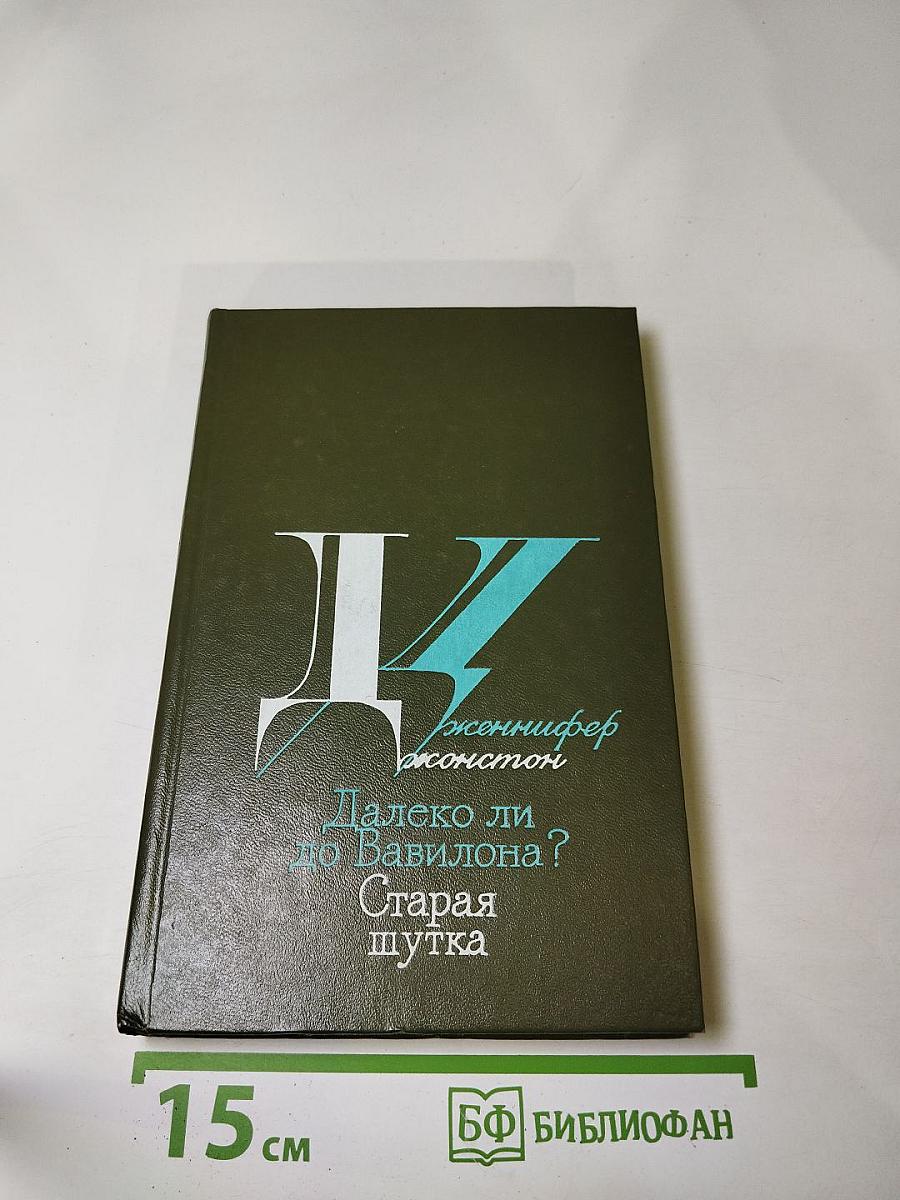 Дженнифер
Джонстон
Далеко ли
до Вавилона?
Старая
шутка
15 см
БФ БИБЛИОФАН